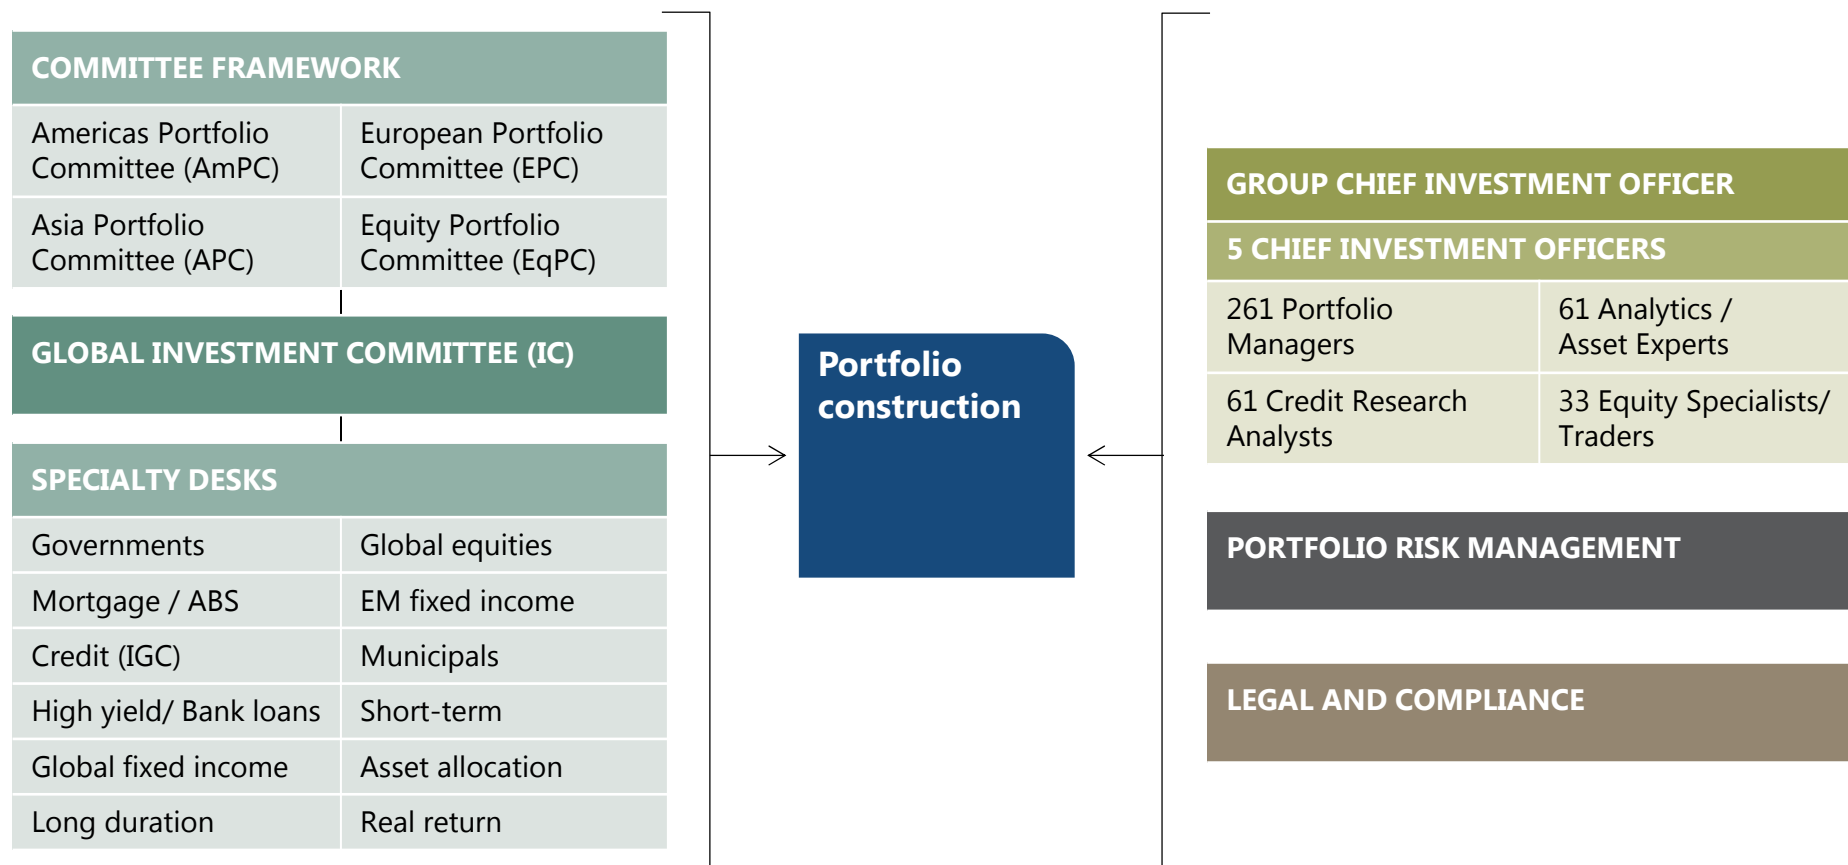 COMMITTEE FRAMEWORK
Americas Portfolio
Committee (AmPC)
European Portfolio
Committee (EPC)
Asia Portfolio
Committee (APC)
Equity Portfolio
Committee (EqPC)
GLOBAL INVESTMENT COMMITTEE (IC)
SPECIALTY DESKS
Governments
Global equities
Mortgage / ABS
EM fixed income
Credit (IGC)
Municipals
High yield/ Bank loans
Short-term
Global fixed income
Asset allocation
Long duration
Real return
Portfolio
construction
GROUP CHIEF INVESTMENT OFFICER
5 CHIEF INVESTMENT OFFICERS
261 Portfolio
Managers
61 Analytics /
Asset Experts
61 Credit Research
Analysts
33 Equity Specialists/
Traders
PORTFOLIO RISK MANAGEMENT
LEGAL AND COMPLIANCE